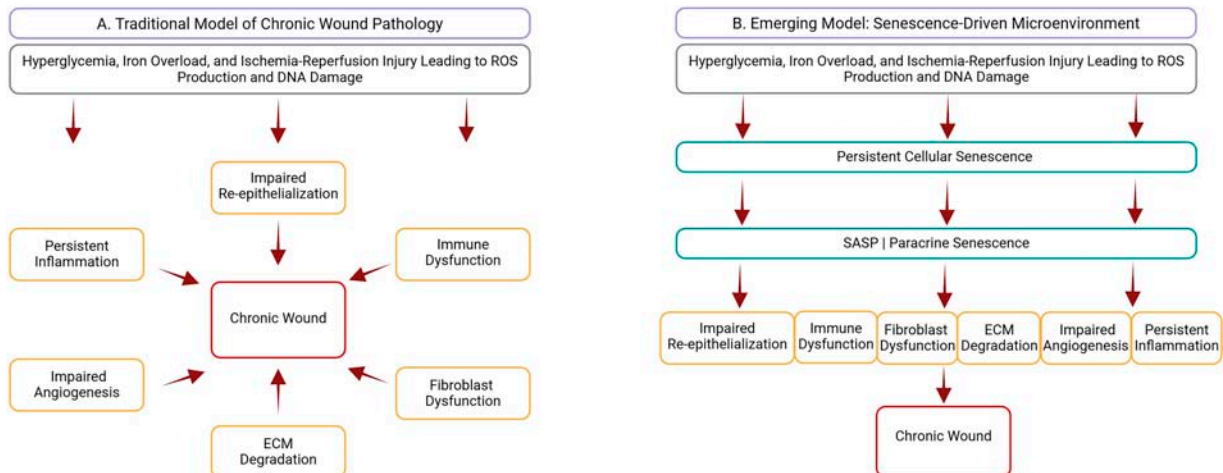 A. Traditional Model of Chronic Wound Pathology
Hyperglycemia, Iron Overload, and Ischemia-Reperfusion Injury Leading to ROS
Production and DNA Damage
Impaired
Re-epithelialization
Persistent
Inflammation
Immune
Dysfunction
Chronic Wound
Impaired
Angiogenesis
Fibroblast
Dysfunction
ECM
Degradation
B. Emerging Model: Senescence-Driven Microenvironment
Hyperglycemia, Iron Overload, and Ischemia-Reperfusion Injury Leading to ROS
Production and DNA Damage
Persistent Cellular Senescence
SASP | Paracrine Senescence
Impaired
Re-epithelialization
Immune
Dysfunction
Fibroblast
Dysfunction
ECM
Degradation
Impaired
Angiogenesis
Persistent
Inflammation
Chronic Wound